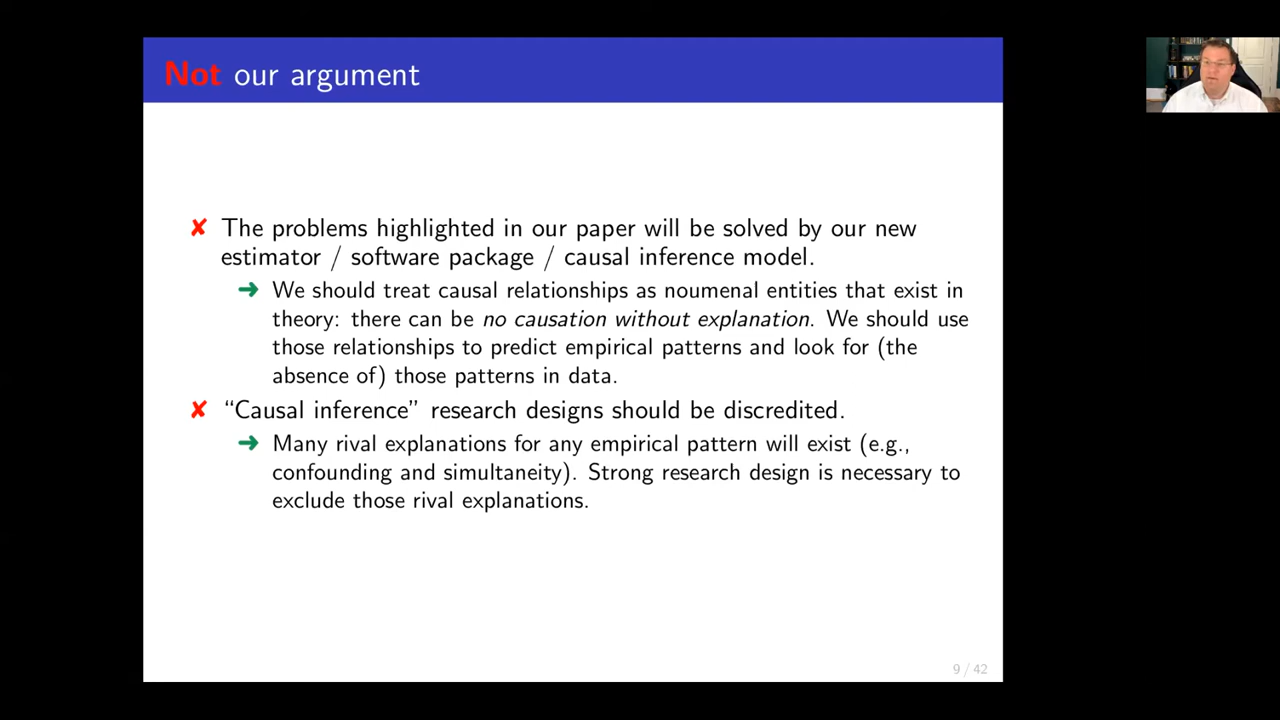 Not our argument
✘ The problems highlighted in our paper will be solved by our new
estimator / software package / causal inference model.
➜ We should treat causal relationships as noumenal entities that exist in
theory: there can be no causation without explanation. We should use
those relationships to predict empirical patterns and look for (the
absence of) those patterns in data.
✘ “Causal inference” research designs should be discredited.
➜ Many rival explanations for any empirical pattern will exist (e.g.,
confounding and simultaneity). Strong research design is necessary to
exclude those rival explanations.
9 / 42